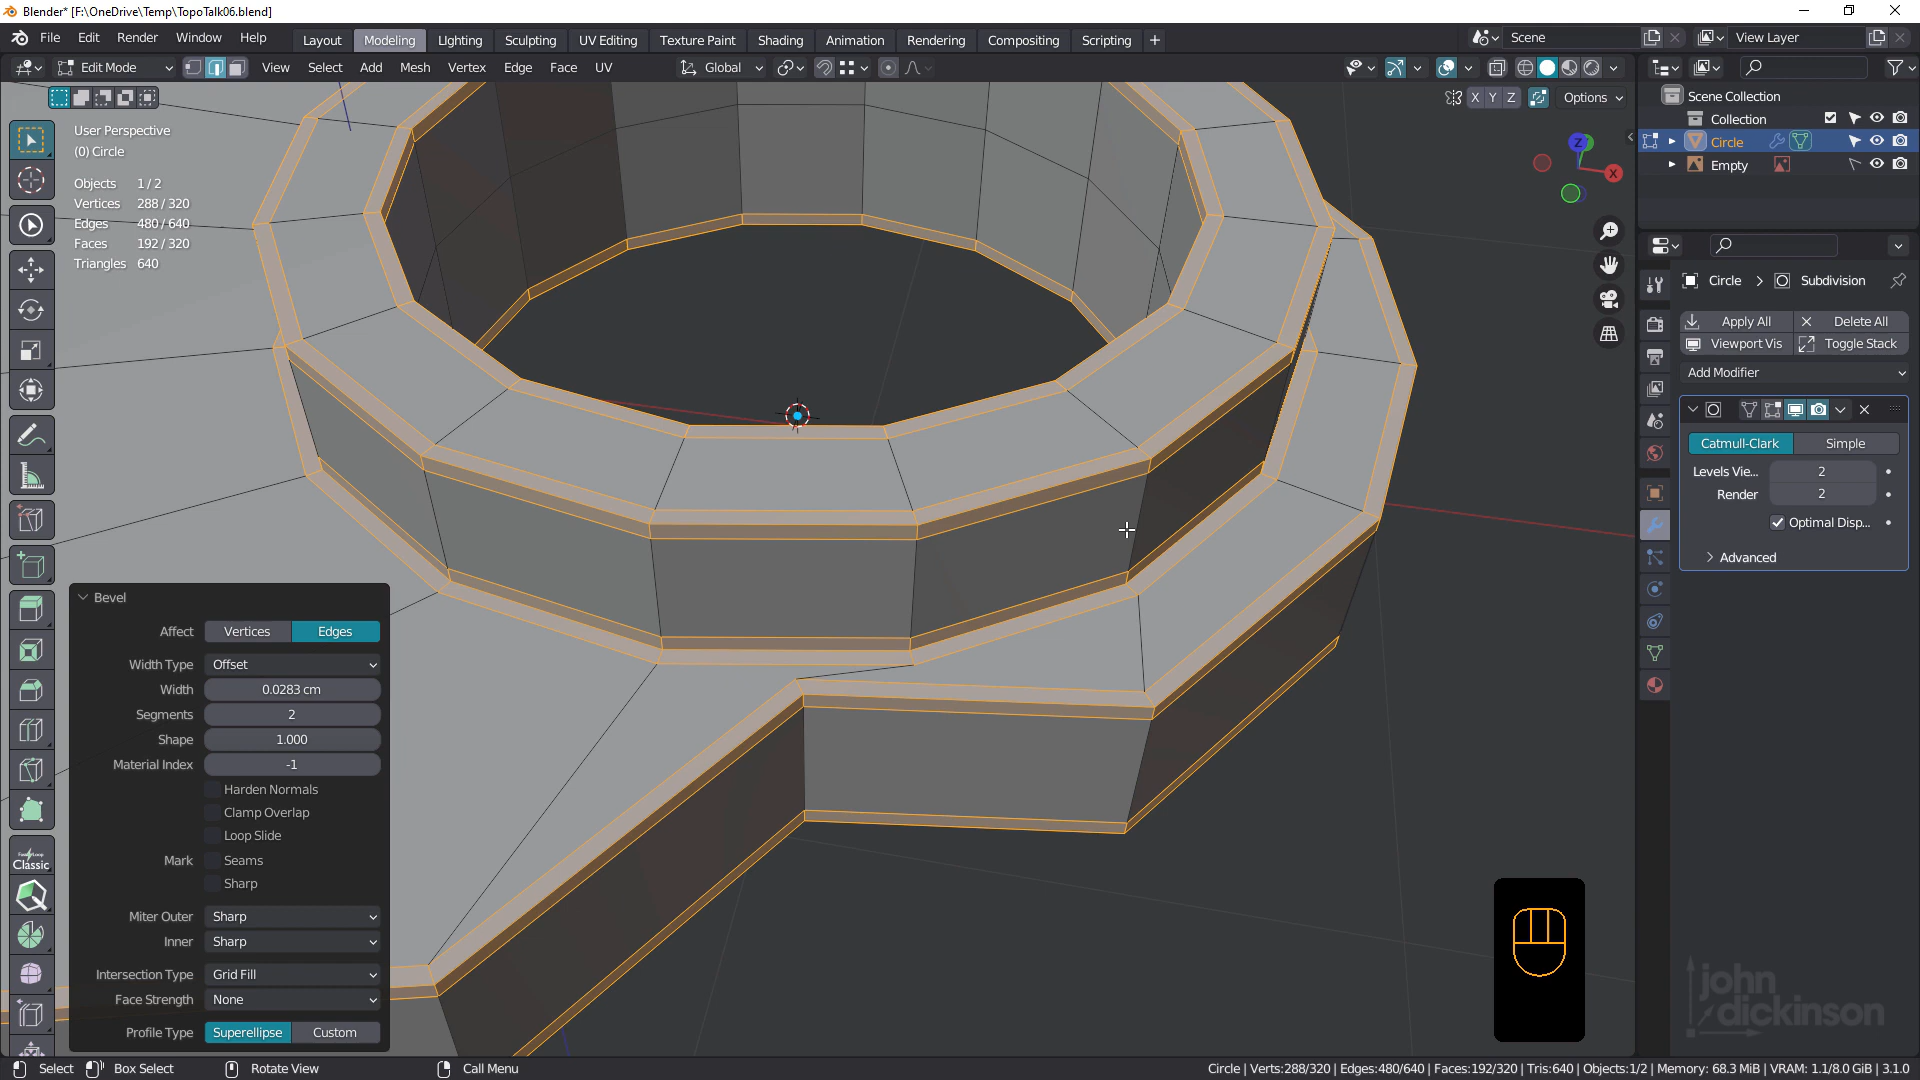 Blender* [F:\OneDrive\Temp\TopoTalk06.blend]
File Edit Render Window Help
Layout Modeling Lighting Sculpting UV Editing Texture Paint Shading Animation Rendering Compositing Scripting +
Scene
View Layer
Edit Mode
View Select Add Mesh Vertex Edge Face UV
Global
X Y Z
Options
User Perspective
(0) Circle
Objects 1 / 2
Vertices 288 / 320
Edges 480 / 640
Faces 192 / 320
Triangles 640
Z
X
Classic
Bevel
Affect Vertices Edges
Width Type Offset
Width 0.0283 cm
Segments 2
Shape 1.000
Material Index -1
Harden Normals
Clamp Overlap
Loop Slide
Mark Seams
Sharp
Miter Outer Sharp
Inner Sharp
Intersection Type Grid Fill
Face Strength None
Profile Type Superellipse Custom
Scene Collection
Collection
Circle
Empty
Circle > Subdivision
Apply All Delete All
Viewport Vis Toggle Stack
Add Modifier
Catmull-Clark Simple
Levels Vie... 2
Render 2
Optimal Disp...
Advanced
john
dickinson
Select Box Select Rotate View Call Menu
Circle | Verts:288/320 | Edges:480/640 | Faces:192/320 | Tris:640 | Objects:1/2 | Memory: 68.3 MiB | VRAM: 1.1/8.0 GiB | 3.1.0